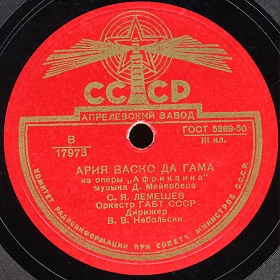 СССР
АПРЕЛЕВСКИЙ ЗАВОД
В
17973
ГОСТ 5289-50
III кл.
АРИЯ ВАСКО ДА ГАМА
из оперы „Африканка"
музыка Д. Мейербера
С. Я. ЛЕМЕШЕВ
Оркестр ГАБТ СССР
Дирижер
В. В. Небольсин
КОМИТЕТ РАДИОИНФОРМАЦИИ ПРИ СОВЕТЕ МИНИСТРОВ СССР